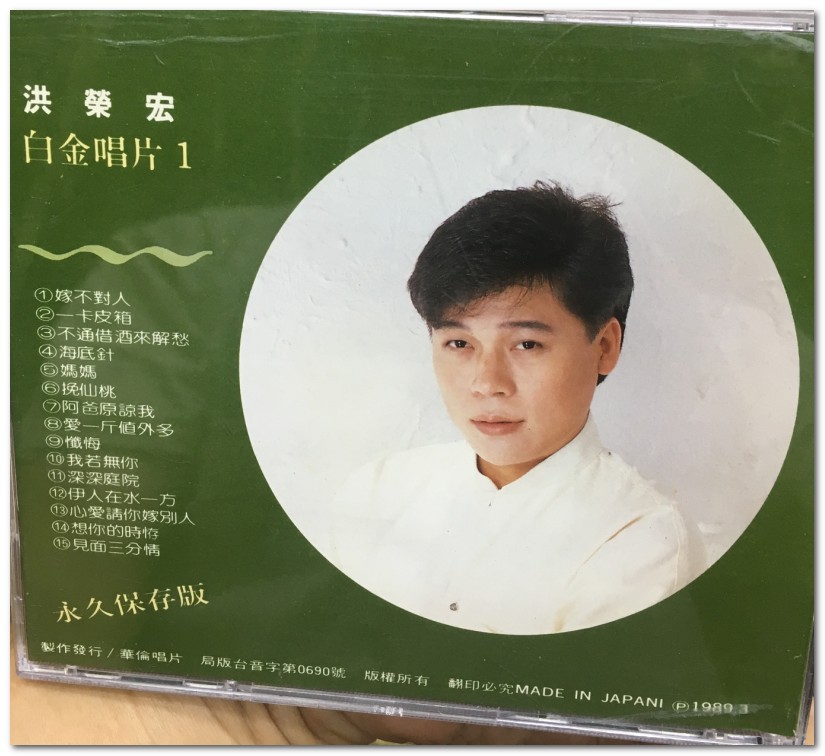 洪榮宏
白金唱片 1
①嫁不對人
②一卡皮箱
③不通借酒來解愁
④海底針
⑤媽媽
⑥挽仙桃
⑦阿爸原諒我
⑧愛一斤値外多
⑨懺悔
⑩我若無你
⑪深深庭院
⑫伊人在水一方
⑬心愛請你嫁別人
⑭想你的時陣
⑮見面三分情
永久保存版
製作發行/華倫唱片 局版台音字第0690號 版權所有 翻印必究MADE IN JAPANI Ⓟ1989.3